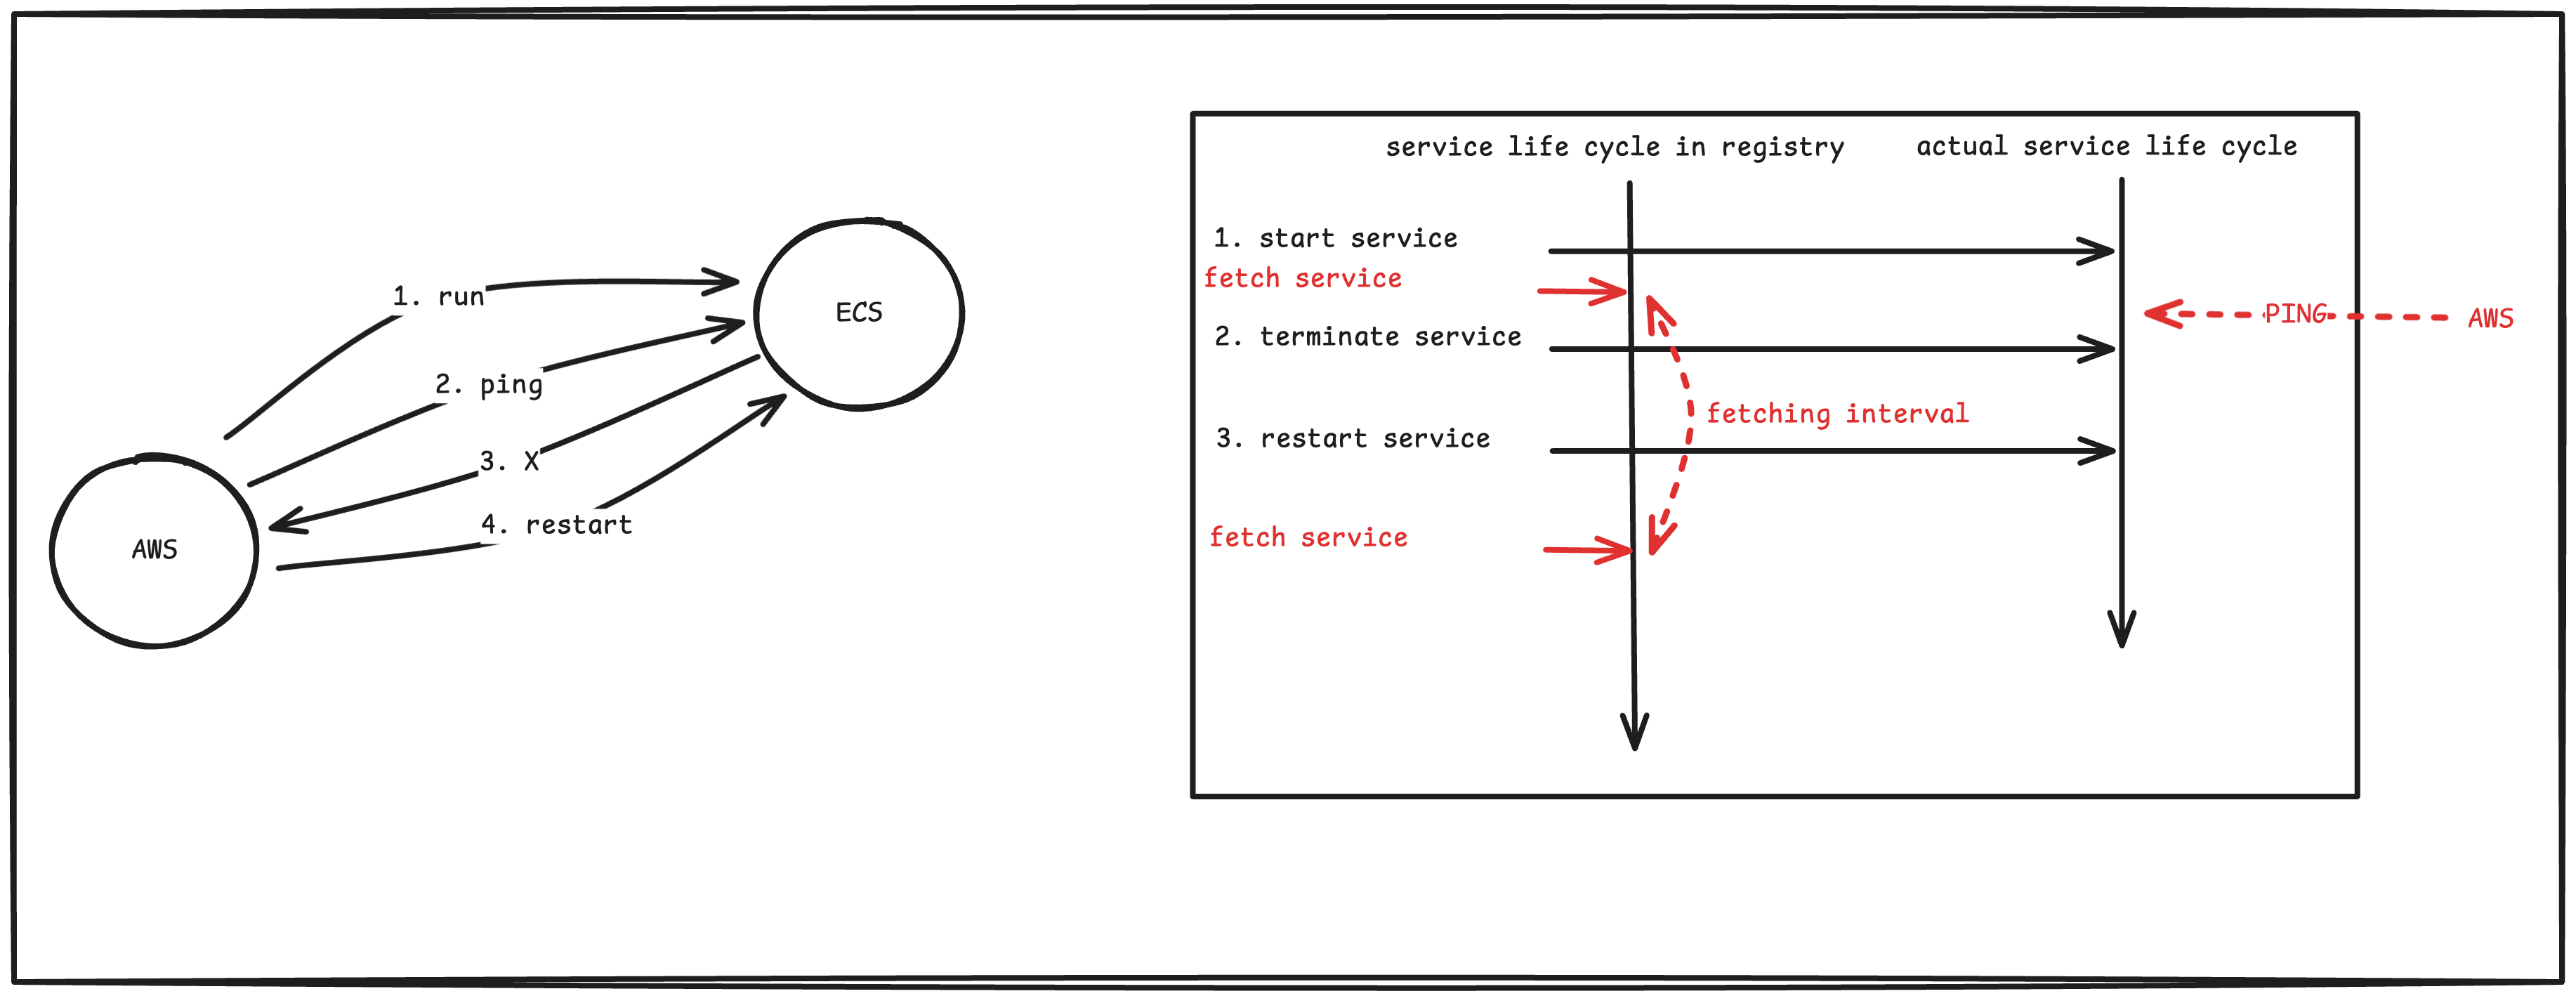 1. run
ECS
2. ping
3. X
4. restart
AWS
service life cycle in registry
actual service life cycle
1. start service
fetch service
PING
AWS
2. terminate service
fetching interval
3. restart service
fetch service